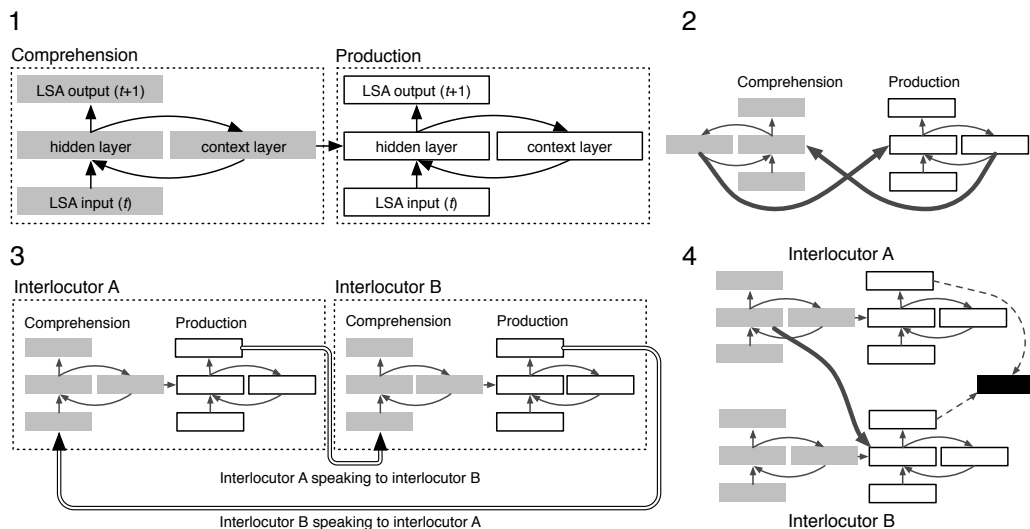 1
Comprehension
Production
LSA output (t+1)
LSA output (t+1)
hidden layer
context layer
hidden layer
context layer
LSA input (t)
LSA input (t)
2
Comprehension
Production
3
Interlocutor A
Interlocutor B
Comprehension
Production
Comprehension
Production
Interlocutor A speaking to interlocutor B
Interlocutor B speaking to interlocutor A
4
Interlocutor A
Interlocutor B